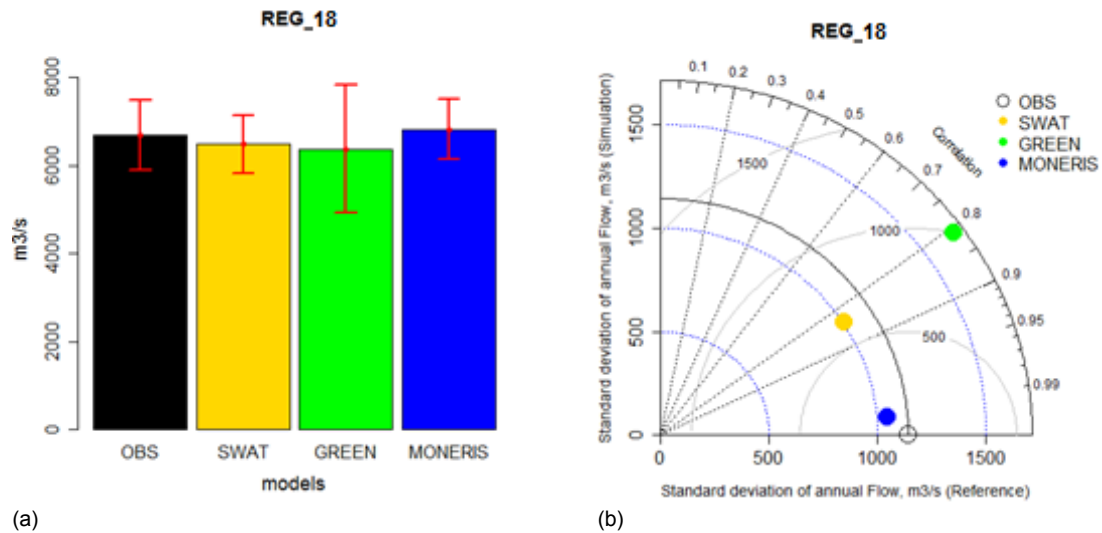 REG_18
m3/s
8000
6000
4000
2000
0
OBS SWAT GREEN MONERIS
models
(a)
REG_18
Standard deviation of annual Flow, m3/s (Simulation)
1500
1000
500
0
0.1 0.2 0.3 0.4 0.5 0.6 0.7 0.8 0.9 0.95 0.99
Correlation
1500
1000
500
OBS
SWAT
GREEN
MONERIS
0 500 1000 1500
Standard deviation of annual Flow, m3/s (Reference)
(b)